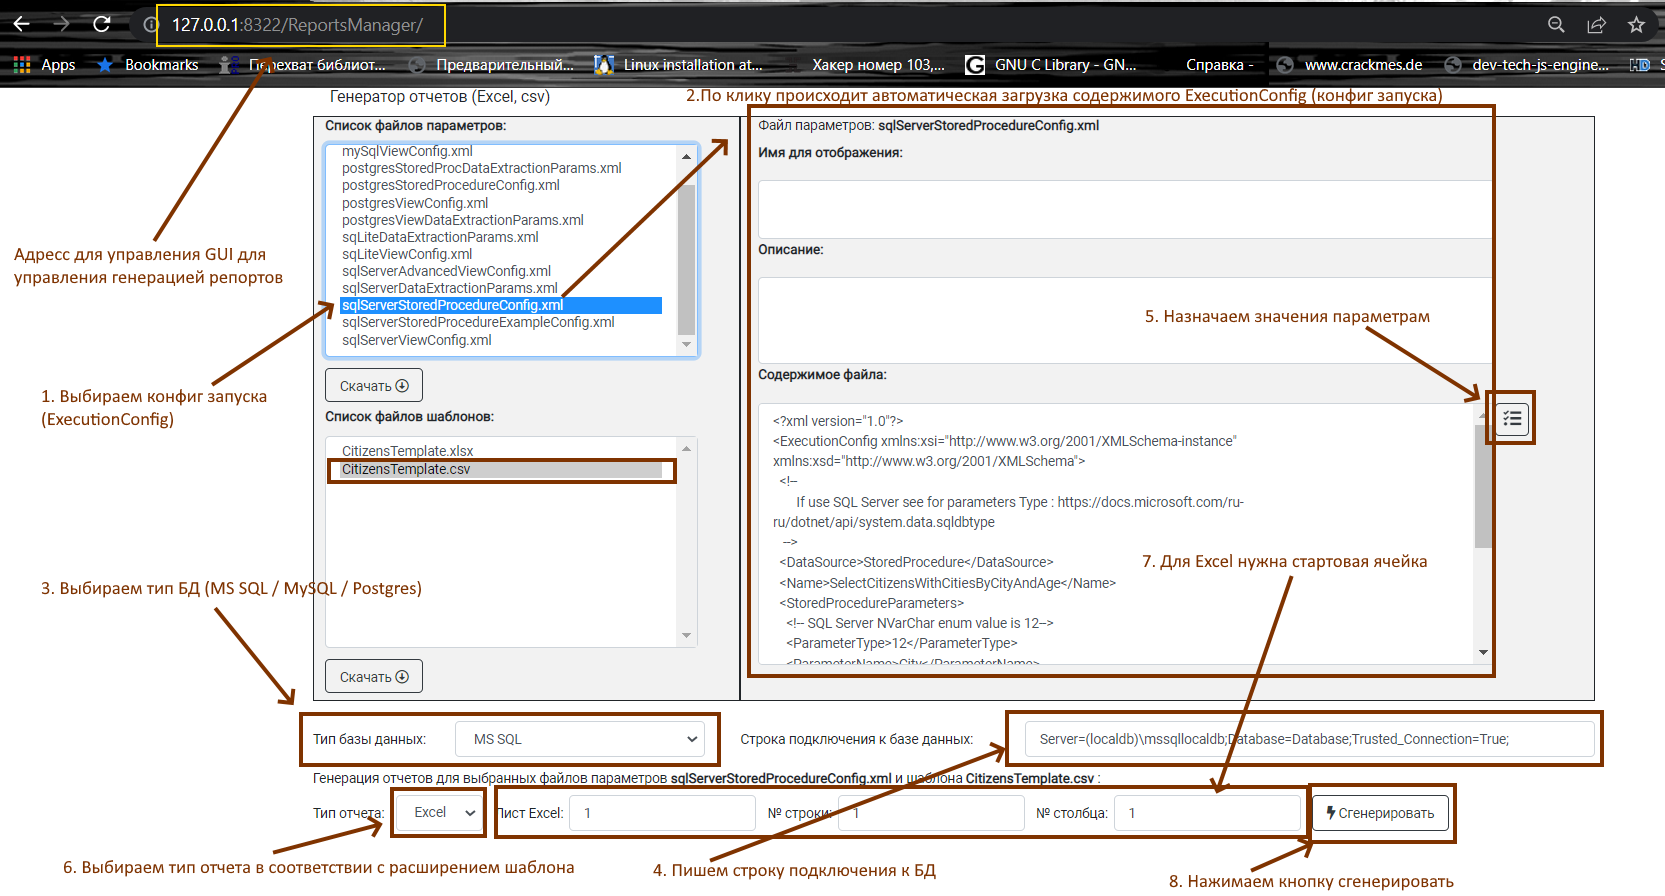 127.0.0.1:8322/ReportsManager/
Apps
Bookmarks
Перехват библиот...
Предварительный...
Linux installation at...
Хакер номер 103,...
GNU C Library - GN...
Справка -
www.crackmes.de
dev-tech-js-engine...
HD
Генератор отчетов (Excel, csv)
2.По клику происходит автоматическая загрузка содержимого ExecutionConfig (конфиг запуска)
Список файлов параметров:
mySqlViewConfig.xml
postgresStoredProcDataExtractionParams.xml
postgresStoredProcedureConfig.xml
postgresViewConfig.xml
postgresViewDataExtractionParams.xml
sqLiteDataExtractionParams.xml
sqLiteViewConfig.xml
sqlServerAdvancedViewConfig.xml
sqlServerDataExtractionParams.xml
sqlServerStoredProcedureConfig.xml
sqlServerStoredProcedureExampleConfig.xml
sqlServerViewConfig.xml
Скачать
Адресс для управления GUI для
управления генерацией репортов
1. Выбираем конфиг запуска
(ExecutionConfig)
Список файлов шаблонов:
CitizensTemplate.xlsx
CitizensTemplate.csv
Скачать
3. Выбираем тип БД (MS SQL / MySQL / Postgres)
Файл параметров: sqlServerStoredProcedureConfig.xml
Имя для отображения:
Описание:
5. Назначаем значения параметрам
Содержимое файла:
<?xml version="1.0"?>
<ExecutionConfig xmlns:xsi="http://www.w3.org/2001/XMLSchema-instance"
xmlns:xsd="http://www.w3.org/2001/XMLSchema">
<!--
If use SQL Server see for parameters Type : https://docs.microsoft.com/ru-
ru/dotnet/api/system.data.sqldbtype
-->
<DataSource>StoredProcedure</DataSource>
<Name>SelectCitizensWithCitiesByCityAndAge</Name>
<StoredProcedureParameters>
<!-- SQL Server NVarChar enum value is 12-->
<ParameterType>12</ParameterType>
<ParameterName>City</ParameterName>
7. Для Excel нужна стартовая ячейка
Тип базы данных:
MS SQL
Строка подключения к базе данных:
Server=(localdb)\mssqllocaldb;Database=Database;Trusted_Connection=True;
Генерация отчетов для выбранных файлов параметров sqlServerStoredProcedureConfig.xml и шаблона CitizensTemplate.csv :
Тип отчета:
Excel
Лист Excel:
1
№ строки:
1
№ столбца:
1
Сгенерировать
6. Выбираем тип отчета в соответствии с расширением шаблона
4. Пишем строку подключения к БД
8. Нажимаем кнопку сгенерировать